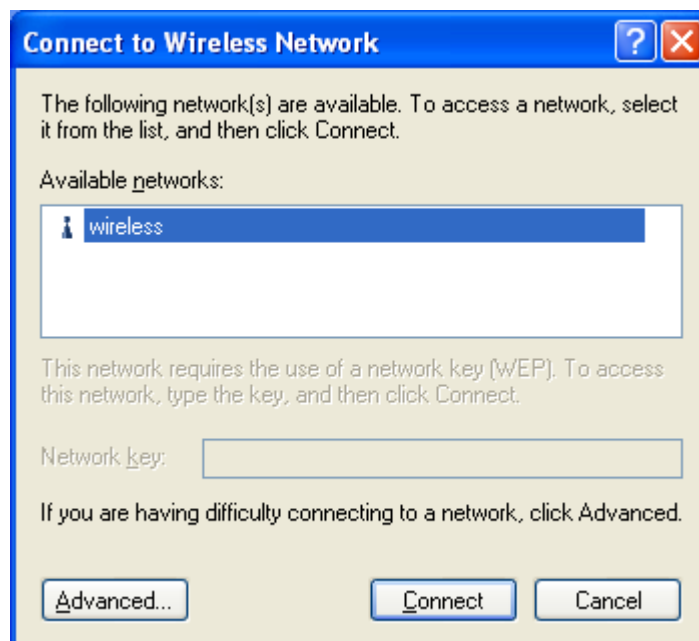 Connect to Wireless Network
The following network(s) are available. To access a network, select
it from the list, and then click Connect.
Available networks:
wireless
This network requires the use of a network key (WEP). To access
this network, type the key, and then click Connect.
Network key:
If you are having difficulty connecting to a network, click Advanced.
Advanced... Connect Cancel